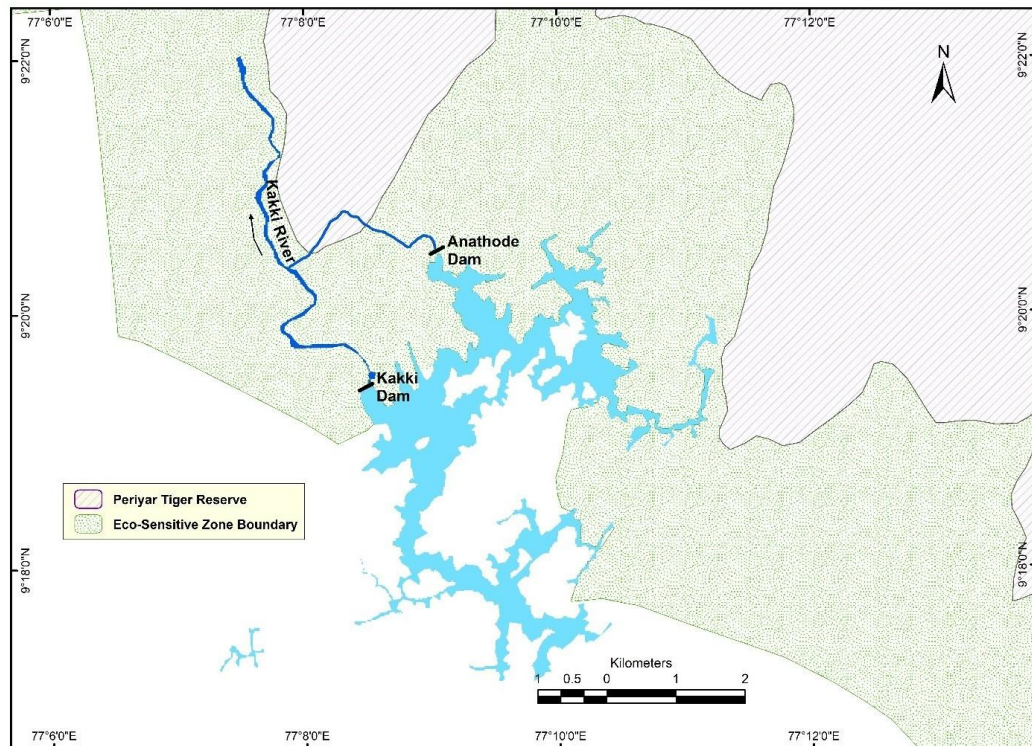 77°6'0"E 77°8'0"E 77°10'0"E 77°12'0"E
9°22'0"N
9°22'0"N
N
Kakki River
Anathode
Dam
9°20'0"N
9°20'0"N
Kakki
Dam
Periyar Tiger Reserve
Eco-Sensitive Zone Boundary
9°18'0"N
9°18'0"N
Kilometers
1 0.5 0 1 2
77°6'0"E 77°8'0"E 77°10'0"E 77°12'0"E